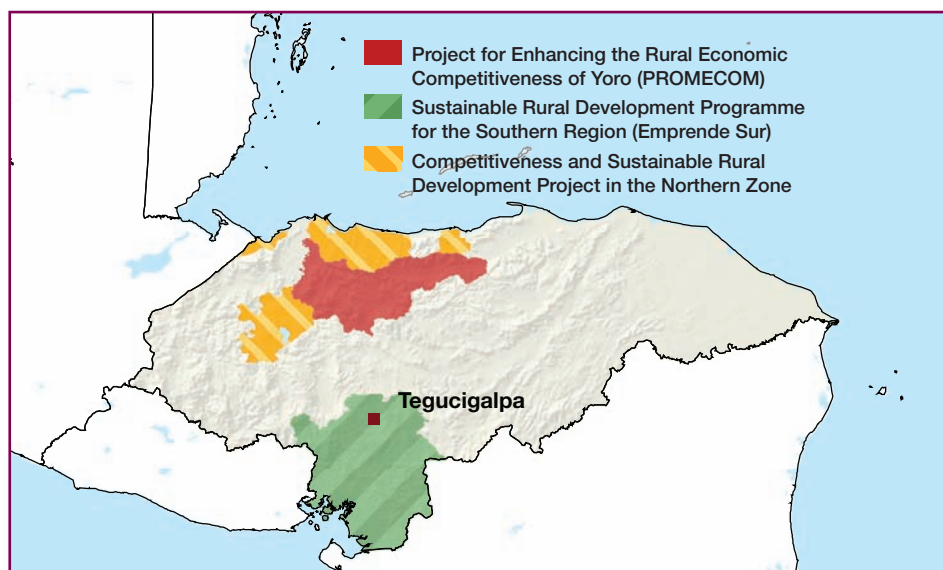 Project for Enhancing the Rural Economic
Competitiveness of Yoro (PROMECOM)
Sustainable Rural Development Programme
for the Southern Region (Emprende Sur)
Competitiveness and Sustainable Rural
Development Project in the Northern Zone
Tegucigalpa